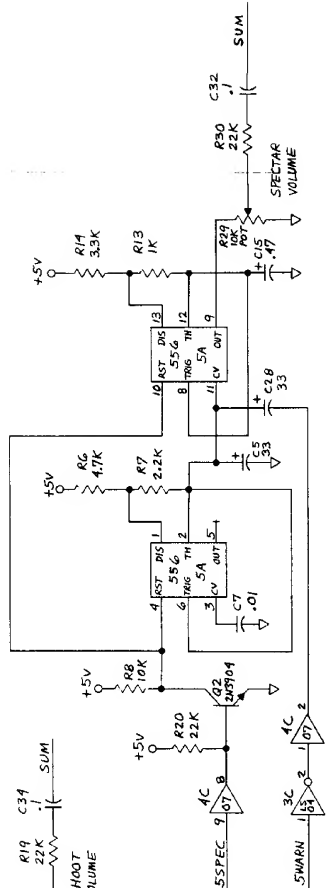 +5V
R14
3.3K
R13
1K
13
DIS
12
TH
9
OUT
556
5A
10
RST
8
TRIG
11
CV
R29
10K
POT
SPECTAR
VOLUME
R30
22K
C32
.1
SUM
+
C15
.47
+
C28
33
+
C5
33
+5V
R6
4.7K
R7
2.2K
1
DIS
2
TH
5
OUT
556
5A
4
RST
6
TRIG
3
CV
C7
.01
+5V
R8
10K
Q2
2N3904
+5V
R20
22K
5SPEC
9
07
8
4C
5WARN
1
LS
04
2
3C
1
07
2
4C
HOOT
R19
22K
C34
.1
SUM